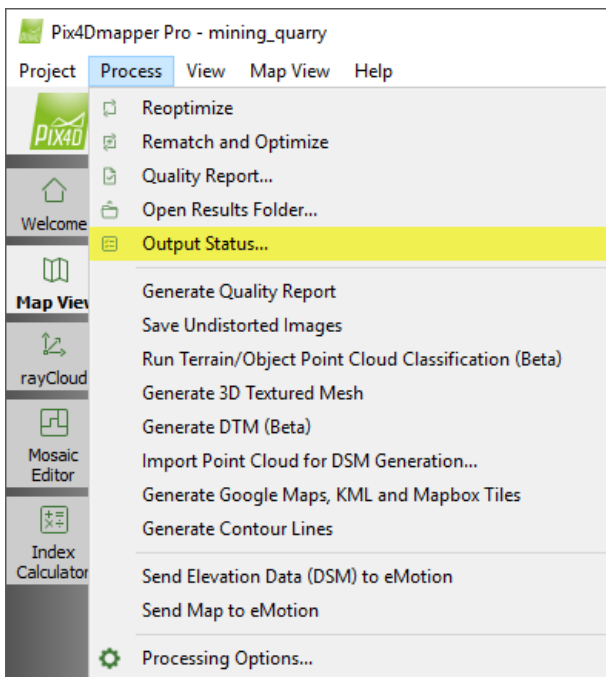 Pix4Dmapper Pro - mining_quarry
Project Process View Map View Help
PIX4D
Welcome
Map View
rayCloud
Mosaic
Editor
Index
Calculator
Reoptimize
Rematch and Optimize
Quality Report...
Open Results Folder...
Output Status...
Generate Quality Report
Save Undistorted Images
Run Terrain/Object Point Cloud Classification (Beta)
Generate 3D Textured Mesh
Generate DTM (Beta)
Import Point Cloud for DSM Generation...
Generate Google Maps, KML and Mapbox Tiles
Generate Contour Lines
Send Elevation Data (DSM) to eMotion
Send Map to eMotion
Processing Options...